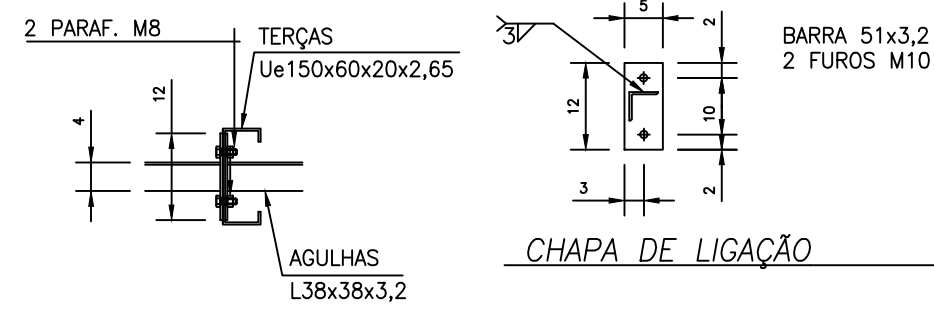 2 PARAF. M8
TERÇAS
Ue150x60x20x2,65
12
4
AGULHAS
L38x38x3,2
3
5
2
BARRA 51x3,2
2 FUROS M10
12
10
3
2
CHAPA DE LIGAÇÃO